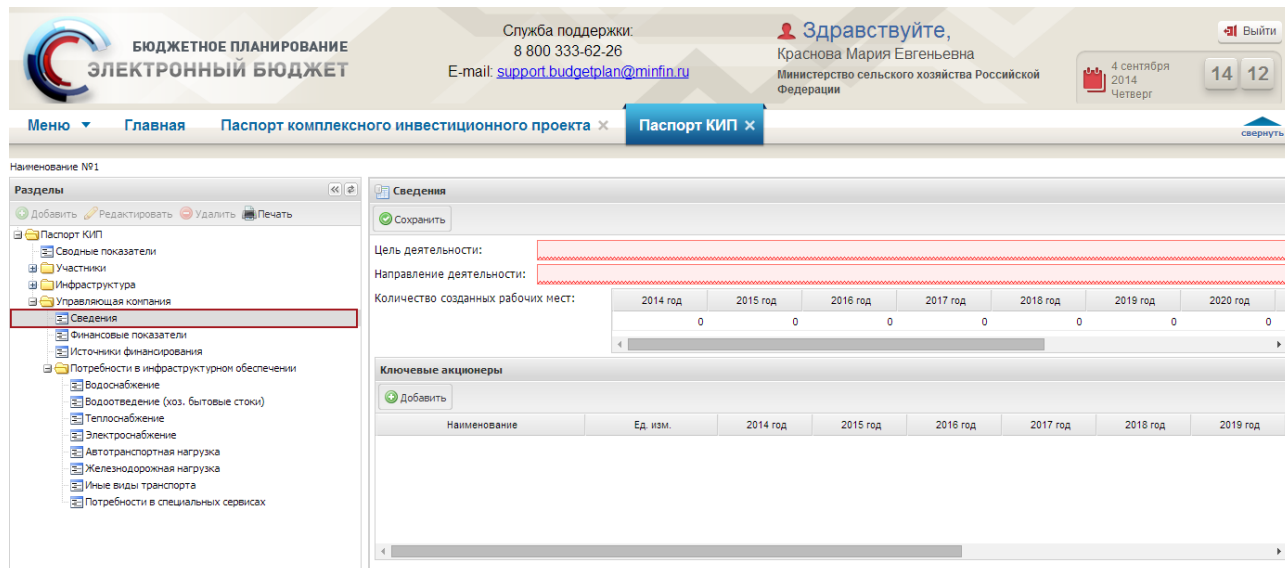 БЮДЖЕТНОЕ ПЛАНИРОВАНИЕ
ЭЛЕКТРОННЫЙ БЮДЖЕТ
Служба поддержки:
8 800 333-62-26
E-mail: support.budgetplan@minfin.ru
Здравствуйте,
Краснова Мария Евгеньевна
Министерство сельского хозяйства Российской
Федерации
Выйти
4 сентября
2014
Четверг
14 12
Меню Главная Паспорт комплексного инвестиционного проекта Паспорт КИП
свернуть
Наименование №1
Разделы
Добавить Редактировать Удалить Печать
Паспорт КИП
Сводные показатели
Участники
Инфраструктура
Управляющая компания
Сведения
Финансовые показатели
Источники финансирования
Потребности в инфраструктурном обеспечении
Водоснабжение
Водоотведение (хоз. бытовые стоки)
Теплоснабжение
Электроснабжение
Автотранспортная нагрузка
Железнодорожная нагрузка
Иные виды транспорта
Потребности в специальных сервисах
Сведения
Сохранить
Цель деятельности:
Направление деятельности:
Количество созданных рабочих мест:
2014 год 2015 год 2016 год 2017 год 2018 год 2019 год 2020 год
0 0 0 0 0 0 0
Ключевые акционеры
Добавить
Наименование Ед. изм. 2014 год 2015 год 2016 год 2017 год 2018 год 2019 год